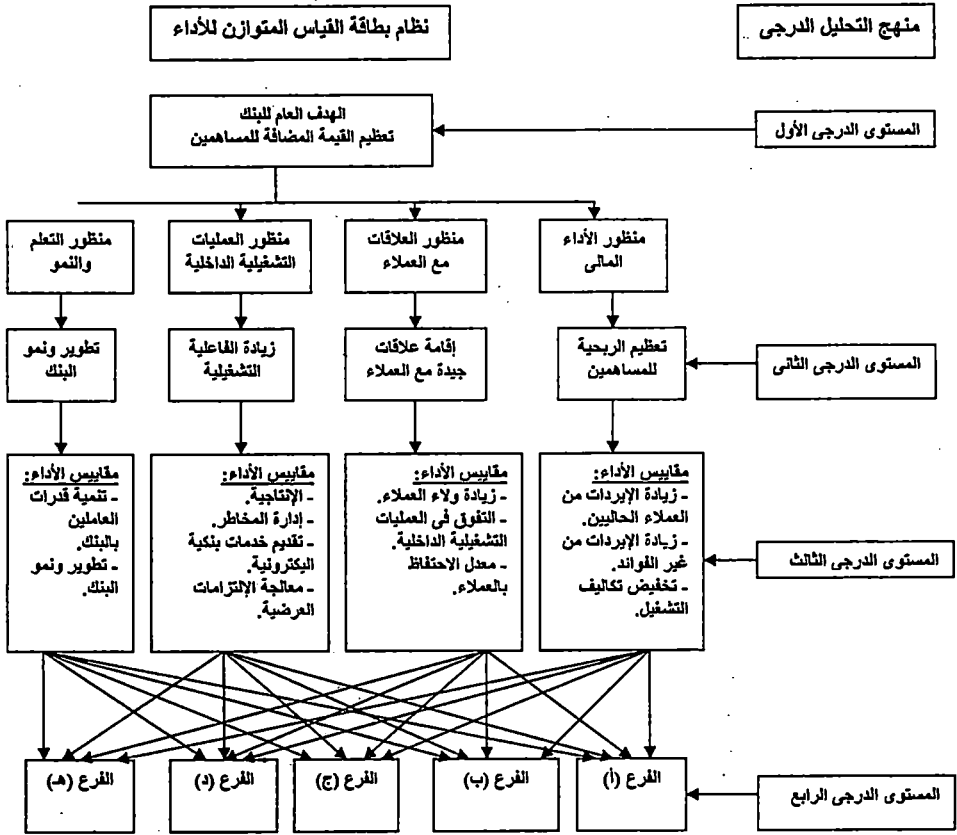 منهج التحليل الدرجى
نظام بطاقة القياس المتوازن للأداء
المستوى الدرجى الأول
الهدف العام للبنك
تعظيم القيمة المضافة للمساهمين
منظور الأداء
المالى
منظور العلاقات
مع العملاء
منظور العمليات
التشغيلية الداخلية
منظور التعلم
والنمو
المستوى الدرجى الثانى
تعظيم الربحية
للمساهمين
إقامة علاقات
جيدة مع العملاء
زيادة الفاعلية
التشغيلية
تطوير ونمو
البنك
المستوى الدرجى الثالث
مقاييس الأداء:
- زيادة الإيردات من
العملاء الحاليين.
- زيادة الإيردات من
غير الفوائد.
- تخفيض تكاليف
التشغيل.
مقاييس الأداء:
- زيادة ولاء العملاء.
- التفوق فى العمليات
التشغيلية الداخلية.
- معدل الاحتفاظ
بالعملاء.
مقاييس الأداء:
- الإنتاجية.
- إدارة المخاطر.
- تقديم خدمات بنكية
اليكترونية.
- معالجة الإلتزامات
العرضية.
مقاييس الأداء:
- تنمية قدرات
العاملين
بالبنك.
- تطوير ونمو
البنك.
المستوى الدرجى الرابع
الفرع (أ)
الفرع (ب)
الفرع (ج)
الفرع (د)
الفرع (هـ)